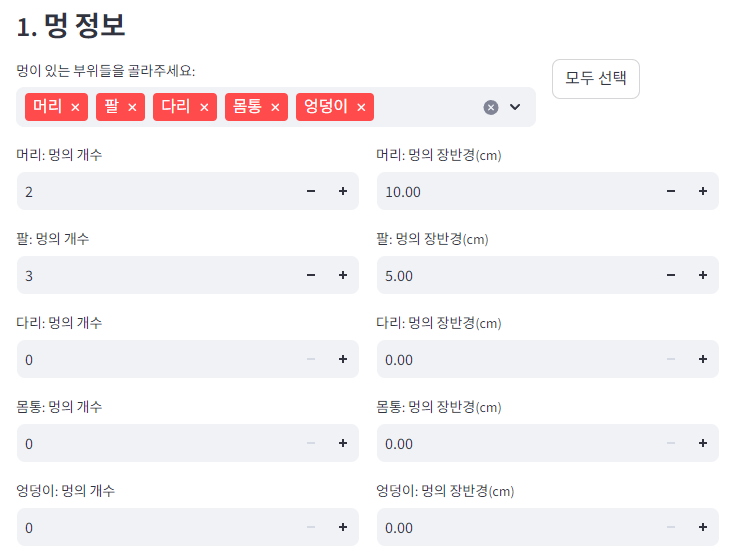 1. 멍 정보
멍이 있는 부위들을 골라주세요:
모두 선택
머리 × 팔 × 다리 × 몸통 × 엉덩이 ×
머리: 멍의 개수 머리: 멍의 장반경(cm)
2 − + 10.00 − +
팔: 멍의 개수 팔: 멍의 장반경(cm)
3 − + 5.00 − +
다리: 멍의 개수 다리: 멍의 장반경(cm)
0 − + 0.00 − +
몸통: 멍의 개수 몸통: 멍의 장반경(cm)
0 − + 0.00 − +
엉덩이: 멍의 개수 엉덩이: 멍의 장반경(cm)
0 − + 0.00 − +